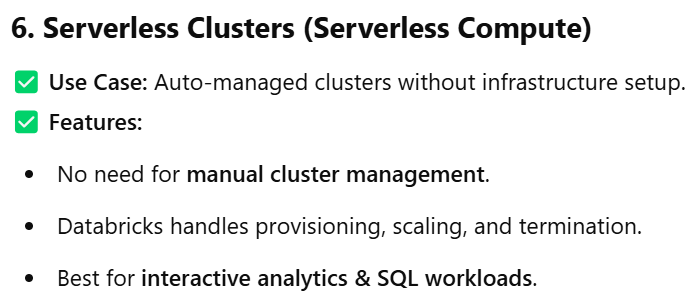 6. Serverless Clusters (Serverless Compute)
✅ Use Case: Auto-managed clusters without infrastructure setup.
✅ Features:
• No need for manual cluster management.
• Databricks handles provisioning, scaling, and termination.
• Best for interactive analytics & SQL workloads.